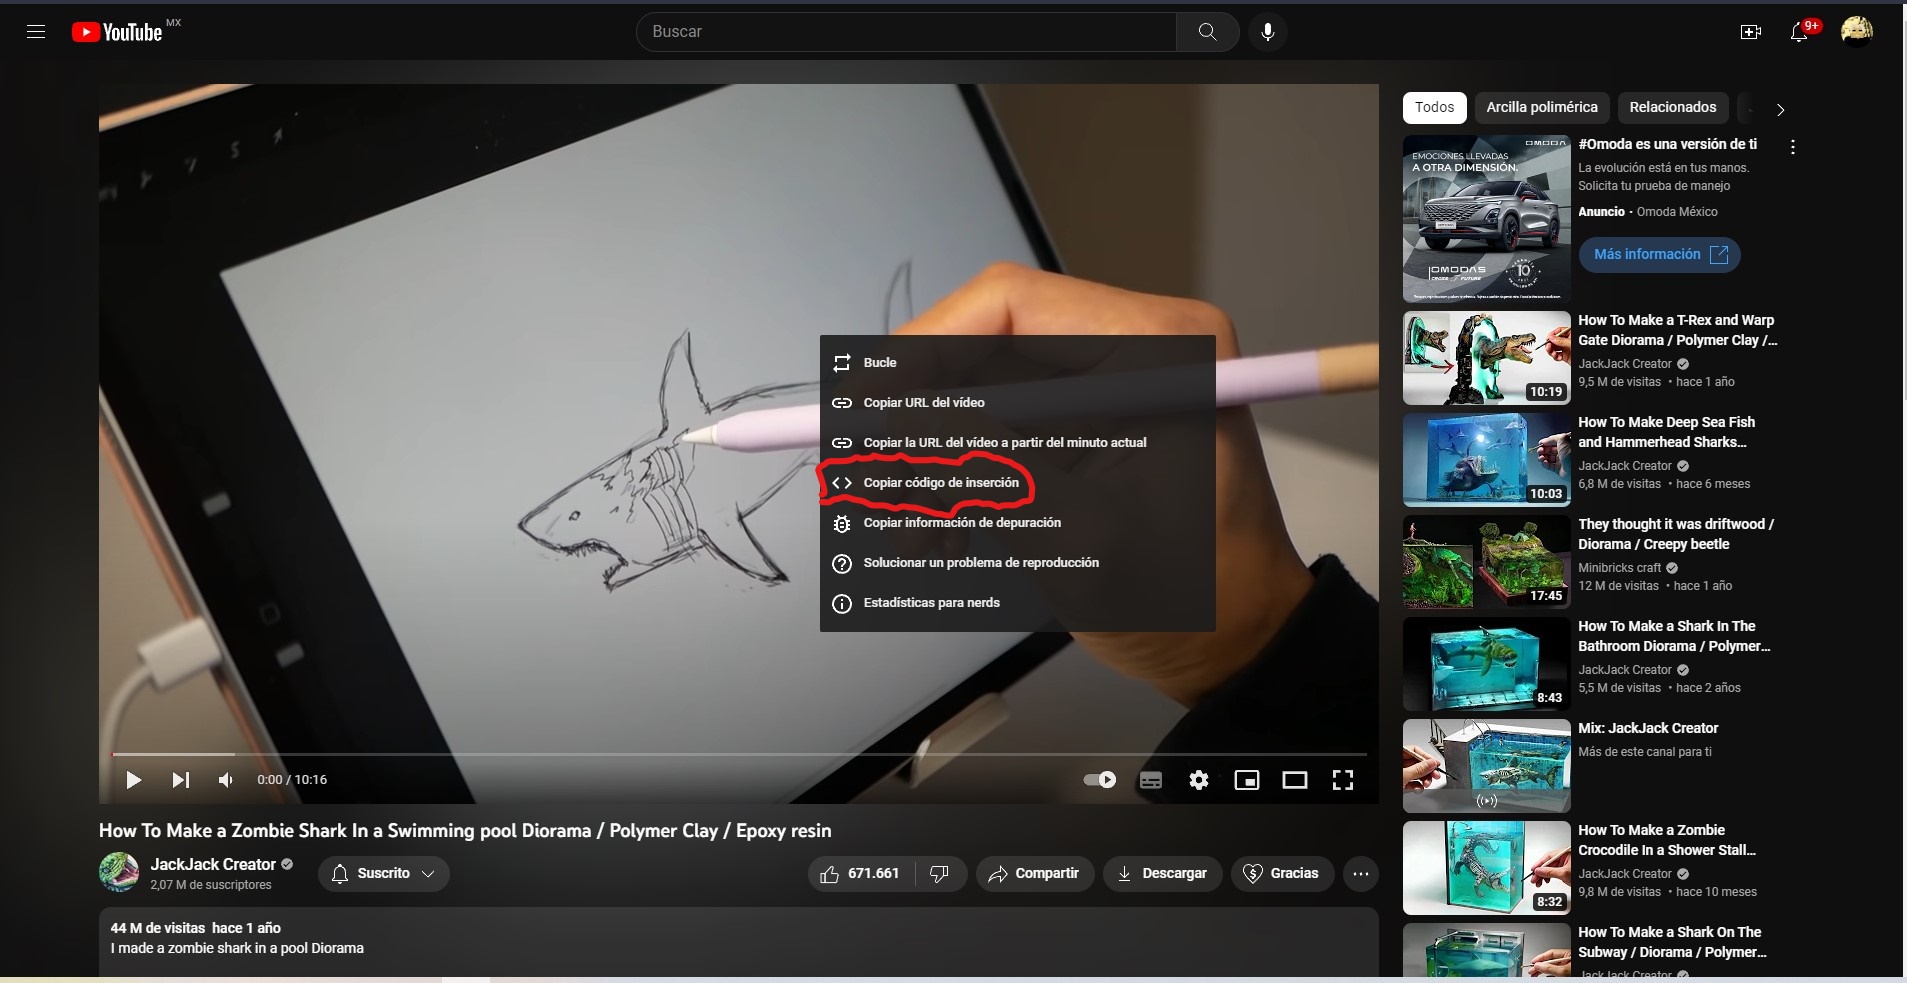 YouTube MX
Buscar
9+
Todos
Arcilla polimérica
Relacionados
OMODA
EMOCIONES LLEVADAS
A OTRA DIMENSIÓN.
#Omoda es una versión de ti
La evolución está en tus manos.
Solicita tu prueba de manejo
Anuncio • Omoda México
Más información
How To Make a T-Rex and Warp
Gate Diorama / Polymer Clay /...
JackJack Creator
9,5 M de visitas • hace 1 año
10:19
How To Make Deep Sea Fish
and Hammerhead Sharks...
JackJack Creator
6,8 M de visitas • hace 6 meses
10:03
They thought it was driftwood /
Diorama / Creepy beetle
Minibricks craft
12 M de visitas • hace 1 año
17:45
How To Make a Shark In The
Bathroom Diorama / Polymer...
JackJack Creator
5,5 M de visitas • hace 2 años
8:43
Mix: JackJack Creator
Más de este canal para ti
How To Make a Zombie
Crocodile In a Shower Stall...
JackJack Creator
9,8 M de visitas • hace 10 meses
8:32
How To Make a Shark On The
Subway / Diorama / Polymer...
JackJack Creator
Bucle
Copiar URL del vídeo
Copiar la URL del vídeo a partir del minuto actual
Copiar código de inserción
Copiar información de depuración
Solucionar un problema de reproducción
Estadísticas para nerds
0:00 / 10:16
How To Make a Zombie Shark In a Swimming pool Diorama / Polymer Clay / Epoxy resin
JackJack Creator
2,07 M de suscriptores
Suscrito
671.661
Compartir
Descargar
Gracias
44 M de visitas hace 1 año
I made a zombie shark in a pool Diorama